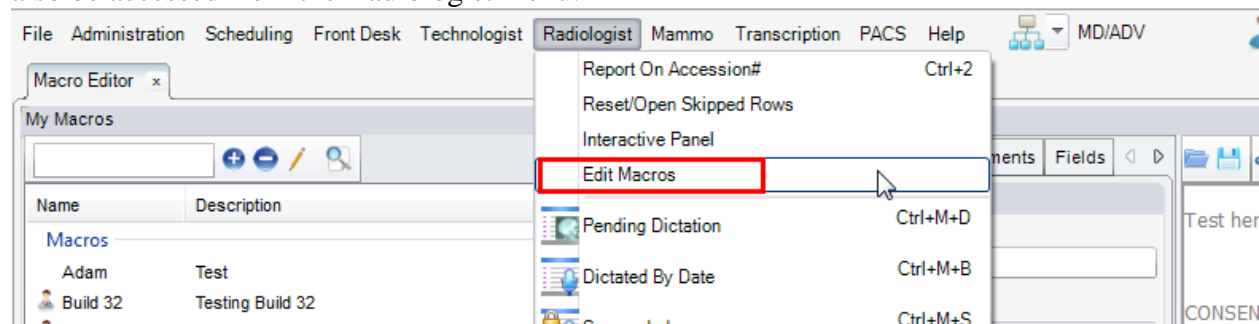 File Administration Scheduling Front Desk Technologist Radiologist Mammo Transcription PACS Help MD/ADV
Macro Editor x
Report On Accession# Ctrl+2
My Macros
Reset/Open Skipped Rows
Interactive Panel
Edit Macros
Fields
Name Description
Macros
Pending Dictation Ctrl+M+D
Test her
Adam Test
Dictated By Date Ctrl+M+B
Build 32 Testing Build 32
Ctrl+M+S
CONSEN